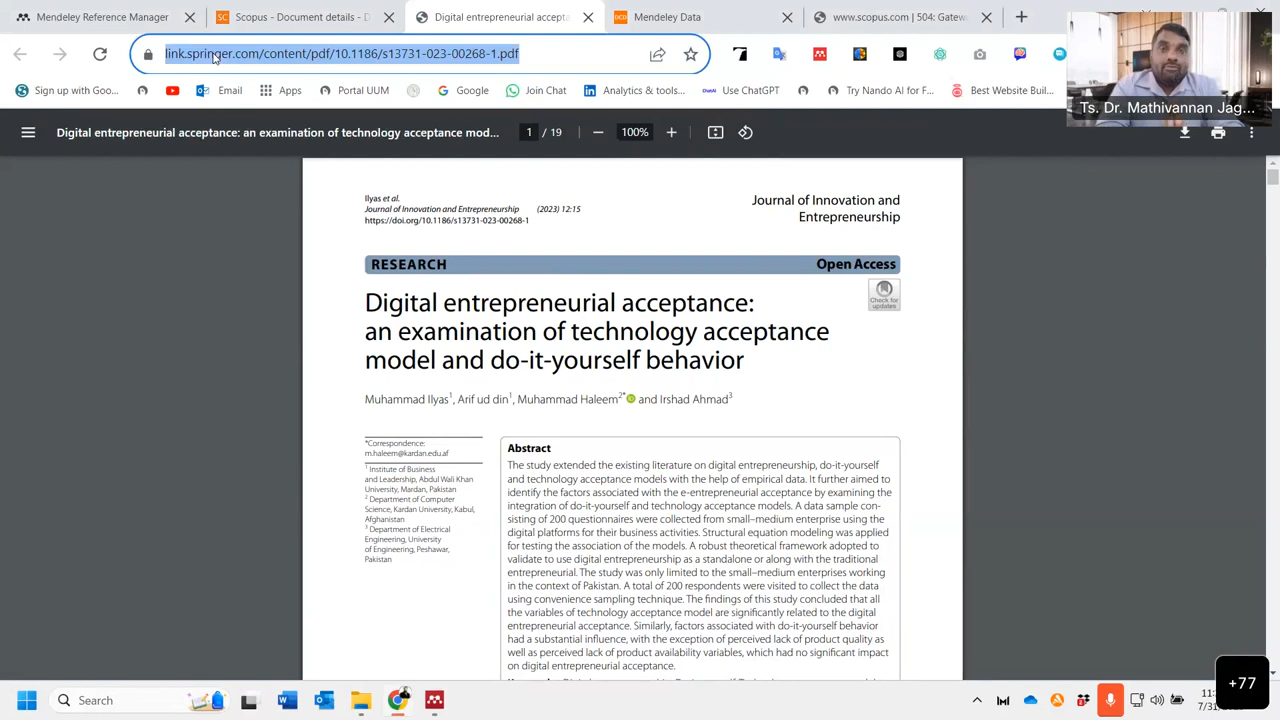 Mendeley Reference Manager
Scopus - Document details - D
Digital entrepreneurial accepta
Mendeley Data
www.scopus.com | 504: Gatew
link.springer.com/content/pdf/10.1186/s13731-023-00268-1.pdf
Sign up with Goo...
Email
Apps
Portal UUM
Google
Join Chat
Analytics & tools...
Use ChatGPT
Try Nando AI for F...
Best Website Buil...
Ts. Dr. Mathivannan Jag...
Digital entrepreneurial acceptance: an examination of technology acceptance mod...
1 / 19
100%
Ilyas et al.
Journal of Innovation and Entrepreneurship (2023) 12:15
https://doi.org/10.1186/s13731-023-00268-1
Journal of Innovation and
Entrepreneurship
RESEARCH
Open Access
Check for
updates
Digital entrepreneurial acceptance:
an examination of technology acceptance
model and do-it-yourself behavior
Muhammad Ilyas1, Arif ud din1, Muhammad Haleem2* and Irshad Ahmad3
*Correspondence:
m.haleem@kardan.edu.af
1 Institute of Business
and Leadership, Abdul Wali Khan
University, Mardan, Pakistan
2 Department of Computer
Science, Kardan University, Kabul,
Afghanistan
3 Department of Electrical
Engineering, University
of Engineering, Peshawar,
Pakistan
Abstract
The study extended the existing literature on digital entrepreneurship, do-it-yourself
and technology acceptance models with the help of empirical data. It further aimed to
identify the factors associated with the e-entrepreneurial acceptance by examining the
integration of do-it-yourself and technology acceptance models. A data sample con-
sisting of 200 questionnaires were collected from small–medium enterprise using the
digital platforms for their business activities. Structural equation modeling was applied
for testing the association of the models. A robust theoretical framework adopted to
validate to use digital entrepreneurship as a standalone or along with the traditional
entrepreneurial. The study was only limited to the small–medium enterprises working
in the context of Pakistan. A total of 200 respondents were visited to collect the data
using convenience sampling technique. The findings of this study concluded that all
the variables of technology acceptance model are significantly related to the digital
entrepreneurial acceptance. Similarly, factors associated with do-it-yourself behavior
had a substantial influence, with the exception of perceived lack of product quality as
well as perceived lack of product availability variables, which had no significant impact
on digital entrepreneurial acceptance.
Search
+77